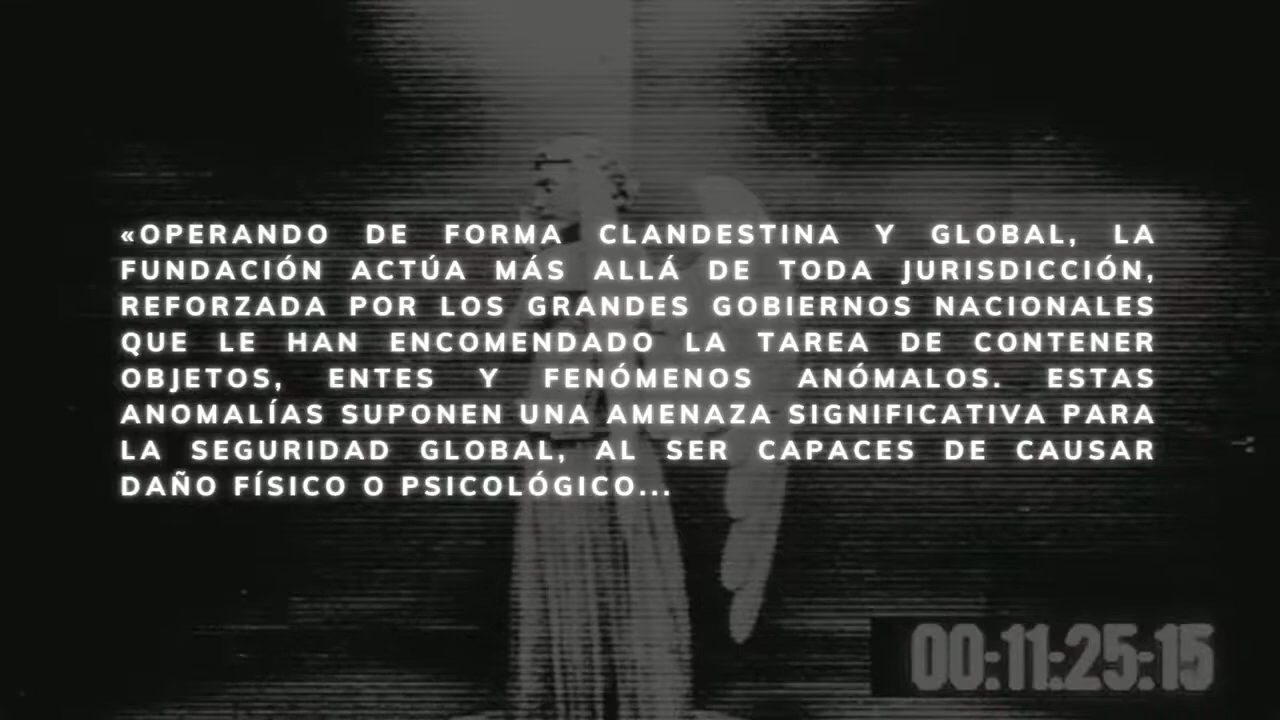 «OPERANDO DE FORMA CLANDESTINA Y GLOBAL, LA
FUNDACIÓN ACTÚA MÁS ALLÁ DE TODA JURISDICCIÓN,
REFORZADA POR LOS GRANDES GOBIERNOS NACIONALES
QUE LE HAN ENCOMENDADO LA TAREA DE CONTENER
OBJETOS, ENTES Y FENÓMENOS ANÓMALOS. ESTAS
ANOMALÍAS SUPONEN UNA AMENAZA SIGNIFICATIVA PARA
LA SEGURIDAD GLOBAL, AL SER CAPACES DE CAUSAR
DAÑO FÍSICO O PSICOLÓGICO...
00:11:25:15